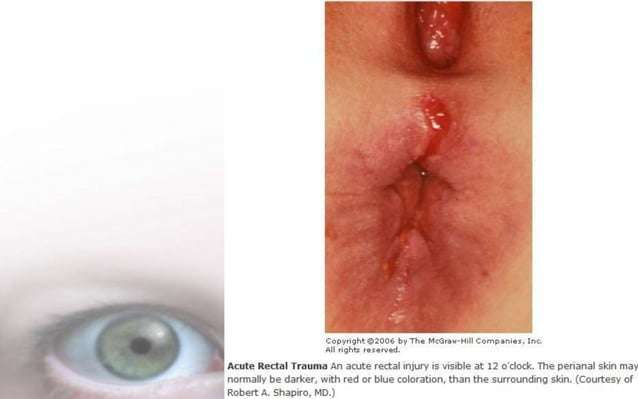 Copyright ©2006 by The McGraw-Hill Companies, Inc.
All rights reserved.
Acute Rectal Trauma An acute rectal injury is visible at 12 o'clock. The perianal skin may
normally be darker, with red or blue coloration, than the surrounding skin. (Courtesy of
Robert A. Shapiro, MD.)